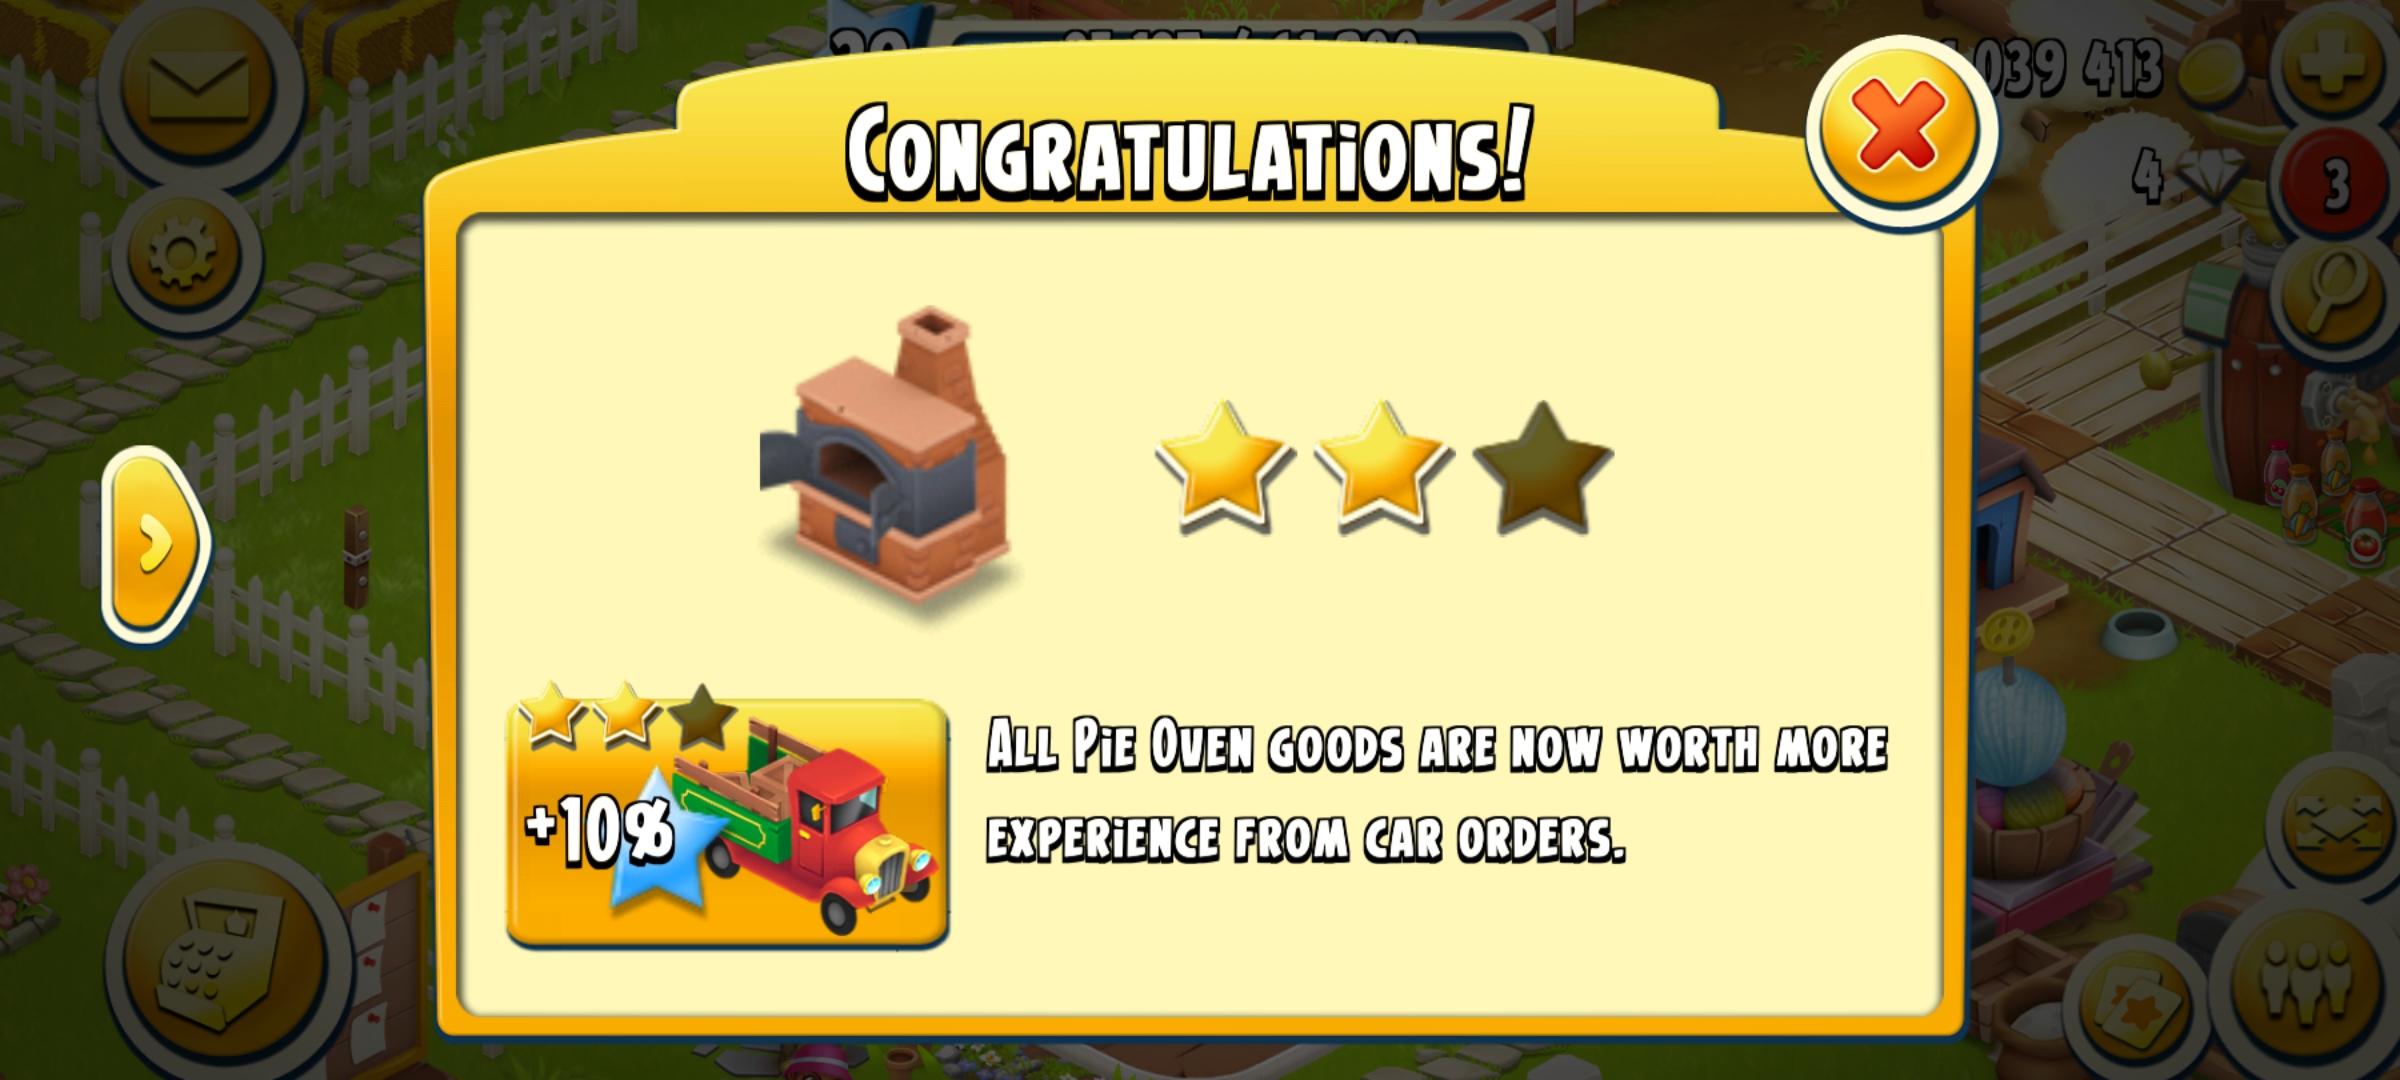 Congratulations!
039 413
4
3
+10%
All Pie Oven goods are now worth more
experience from car orders.